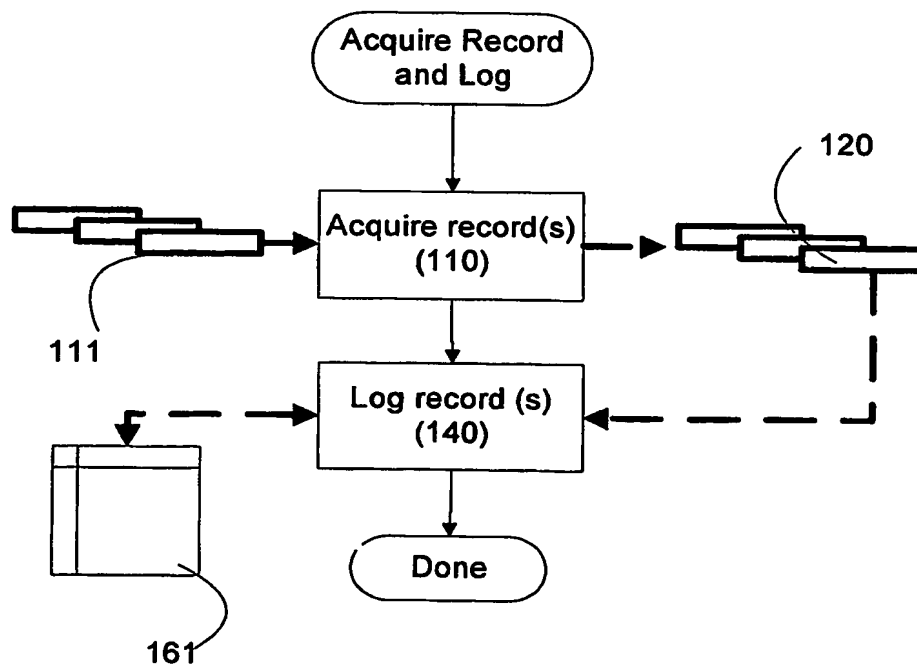 Acquire Record
and Log
120
Acquire record(s)
(110)
111
Log record (s)
(140)
Done
161